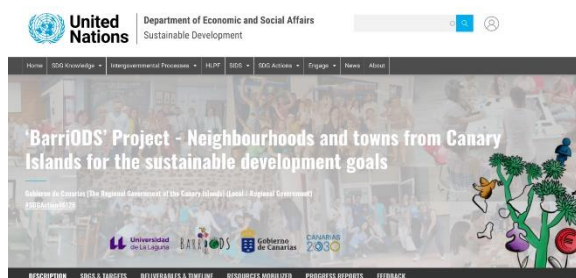 United
Nations
Department of Economic and Social Affairs
Sustainable Development
Home SDG Knowledge Intergovernmental Processes HLPF SIDS SDG Actions Engage News About
'BarriODS' Project - Neighbourhoods and towns from Canary
Islands for the sustainable development goals
Gobierno de Canarias (The Regional Government of the Canary Islands) (Local / Regional Government)
Universidad
de La Laguna
BARRIODS
Gobierno
de Canarias
CANARIAS
2030
DESCRIPTION SDGS & TARGETS DELIVERABLES & TIMELINE RESOURCES MOBILIZED PROGRESS REPORTS FEEDBACK